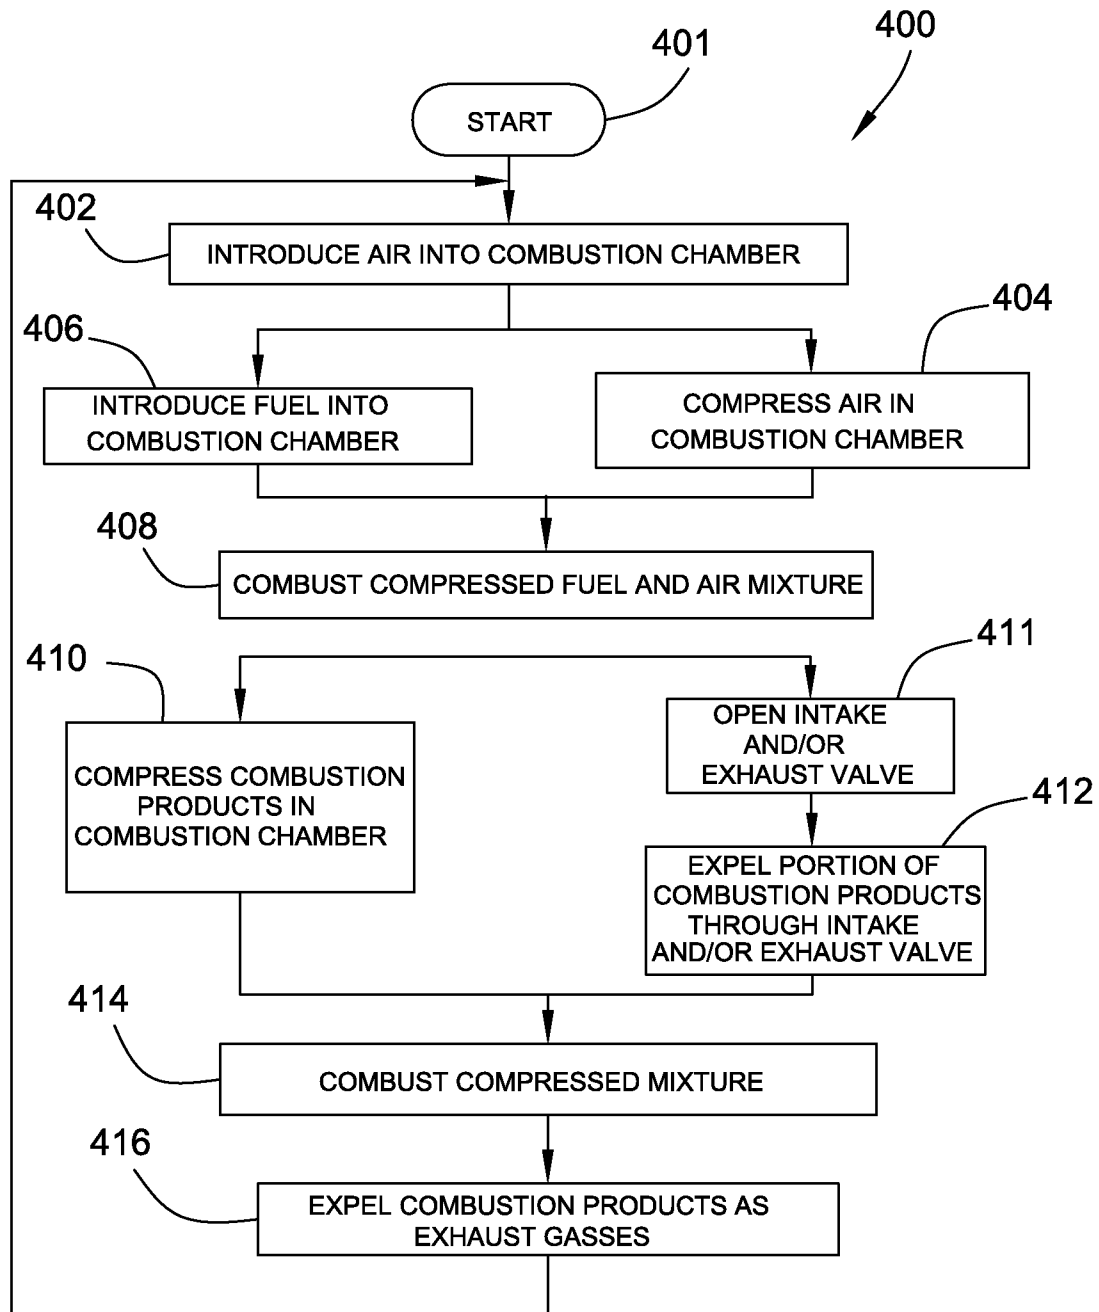 400
401
START
402
INTRODUCE AIR INTO COMBUSTION CHAMBER
404
406
INTRODUCE FUEL INTO
COMBUSTION CHAMBER
COMPRESS AIR IN
COMBUSTION CHAMBER
408
COMBUST COMPRESSED FUEL AND AIR MIXTURE
410
411
OPEN INTAKE
AND/OR
EXHAUST VALVE
COMPRESS COMBUSTION
PRODUCTS IN
COMBUSTION CHAMBER
412
EXPEL PORTION OF
COMBUSTION PRODUCTS
THROUGH INTAKE
AND/OR EXHAUST VALVE
414
COMBUST COMPRESSED MIXTURE
416
EXPEL COMBUSTION PRODUCTS AS
EXHAUST GASSES